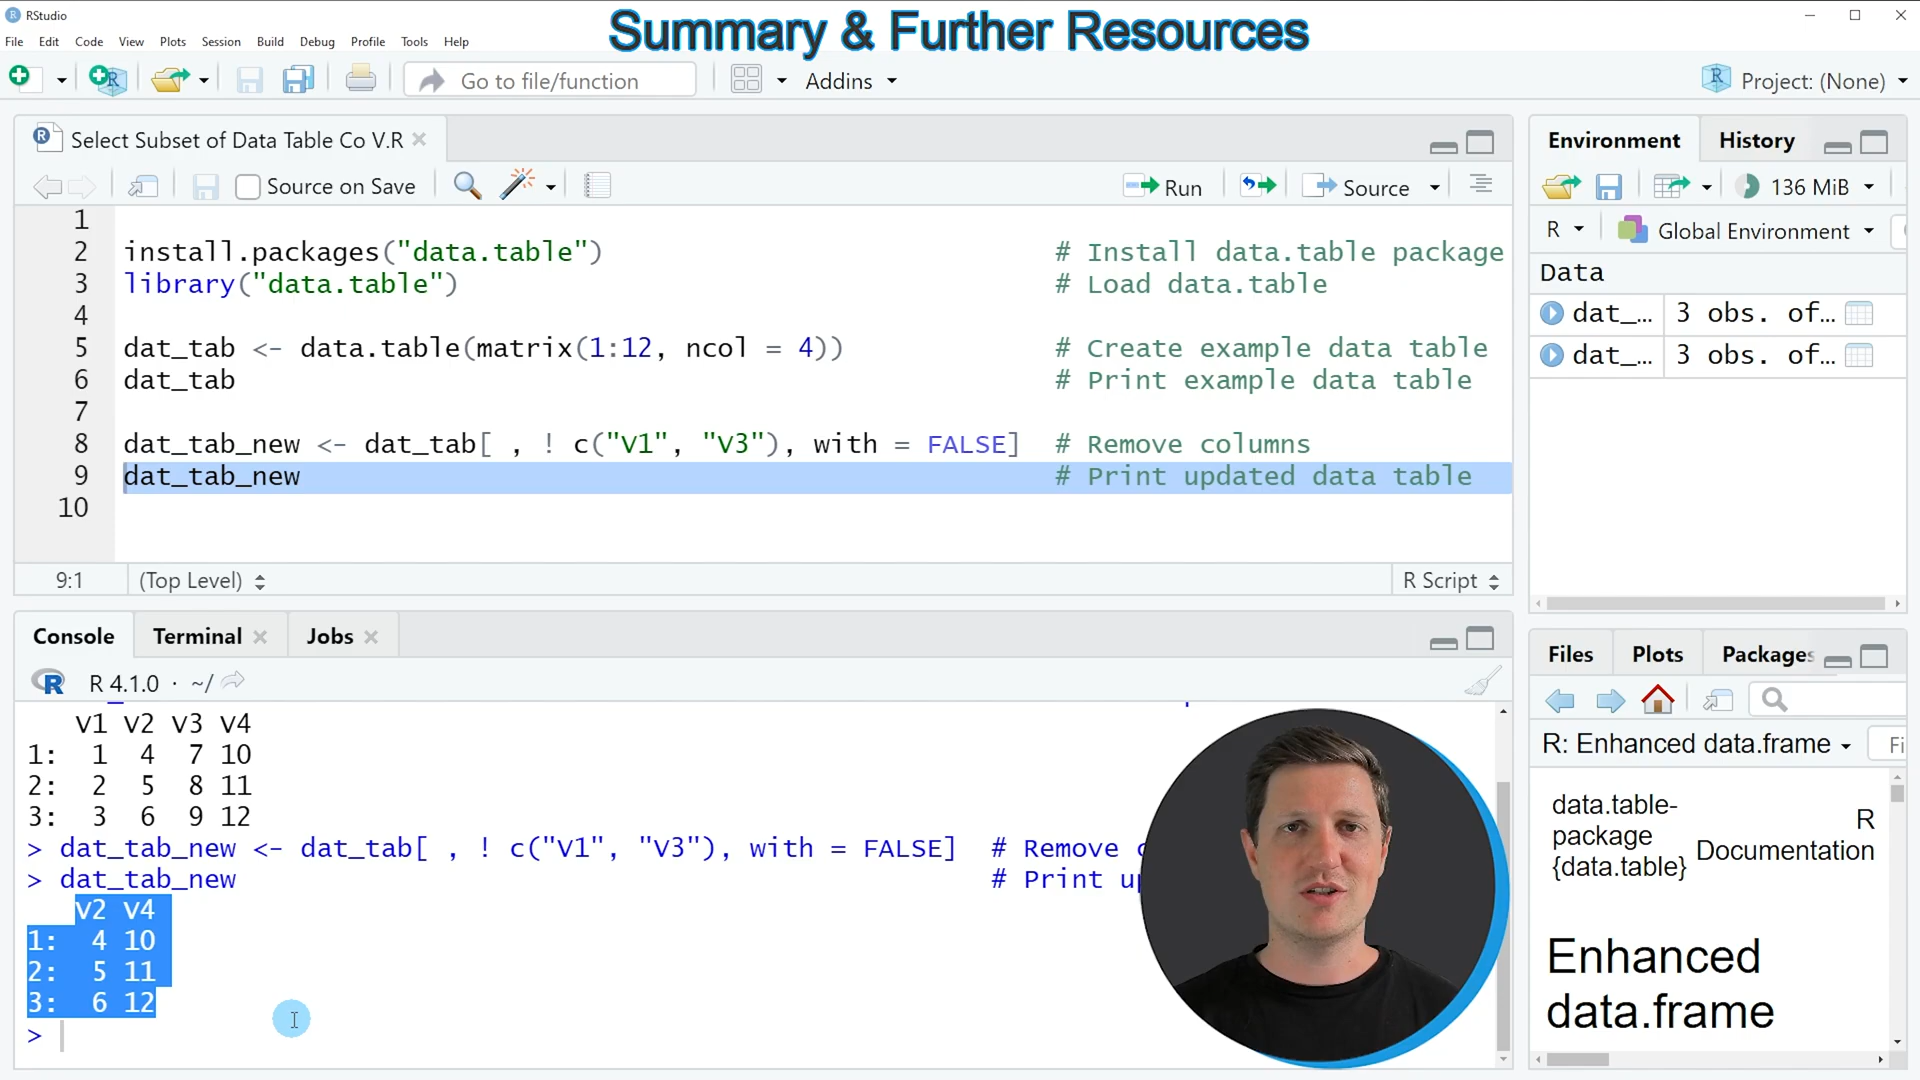 RStudio
Summary & Further Resources
File Edit Code View Plots Session Build Debug Profile Tools Help
Go to file/function
Addins
Project: (None)
Select Subset of Data Table Co V.R
Source on Save
Run
Source
1
2 install.packages("data.table") # Install data.table package
3 library("data.table") # Load data.table
4
5 dat_tab <- data.table(matrix(1:12, ncol = 4)) # Create example data table
6 dat_tab # Print example data table
7
8 dat_tab_new <- dat_tab[ , ! c("V1", "V3"), with = FALSE] # Remove columns
9 dat_tab_new # Print updated data table
10
9:1 (Top Level) R Script
Console Terminal Jobs
R 4.1.0 · ~/
V1 V2 V3 V4
1: 1 4 7 10
2: 2 5 8 11
3: 3 6 9 12
> dat_tab_new <- dat_tab[ , ! c("V1", "V3"), with = FALSE] # Remove
> dat_tab_new # Print
V2 V4
1: 4 10
2: 5 11
3: 6 12
>
Environment History
136 MiB
R Global Environment
Data
dat_... 3 obs. of...
dat_... 3 obs. of...
Files Plots Packages
R: Enhanced data.frame Fi
data.table-
package
{data.table}
R
Documentation
Enhanced
data.frame